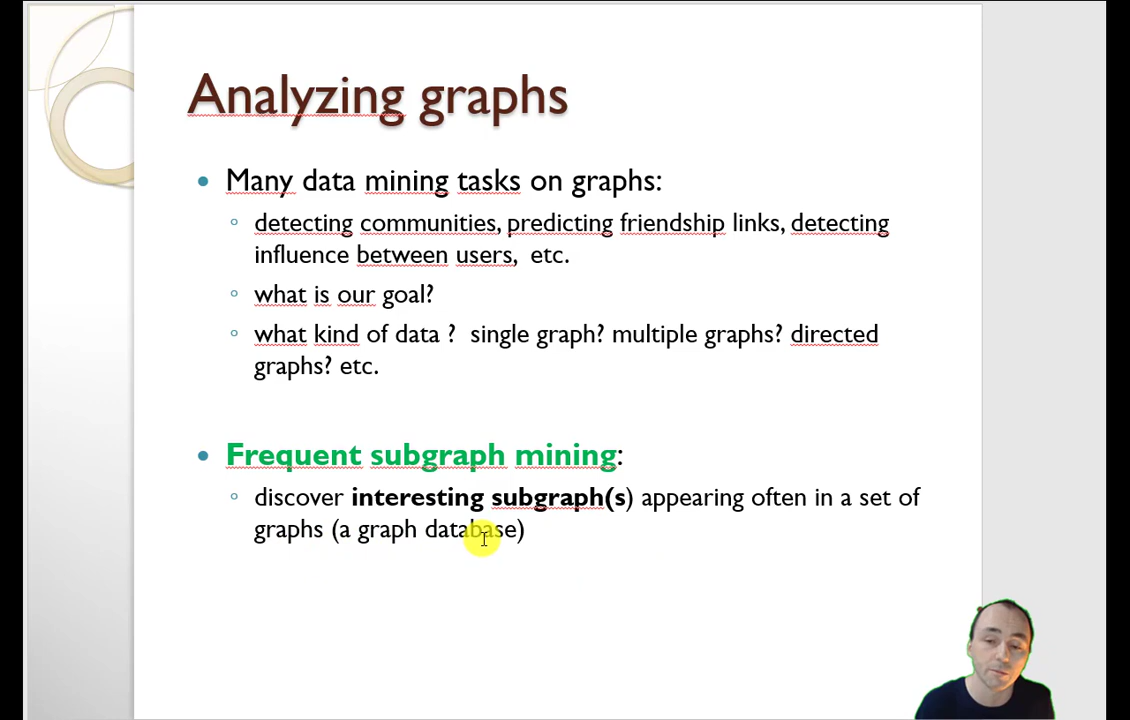 Analyzing graphs
Many data mining tasks on graphs:
detecting communities, predicting friendship links, detecting
influence between users, etc.
what is our goal?
what kind of data ? single graph? multiple graphs? directed
graphs? etc.
Frequent subgraph mining:
discover interesting subgraph(s) appearing often in a set of
graphs (a graph database)